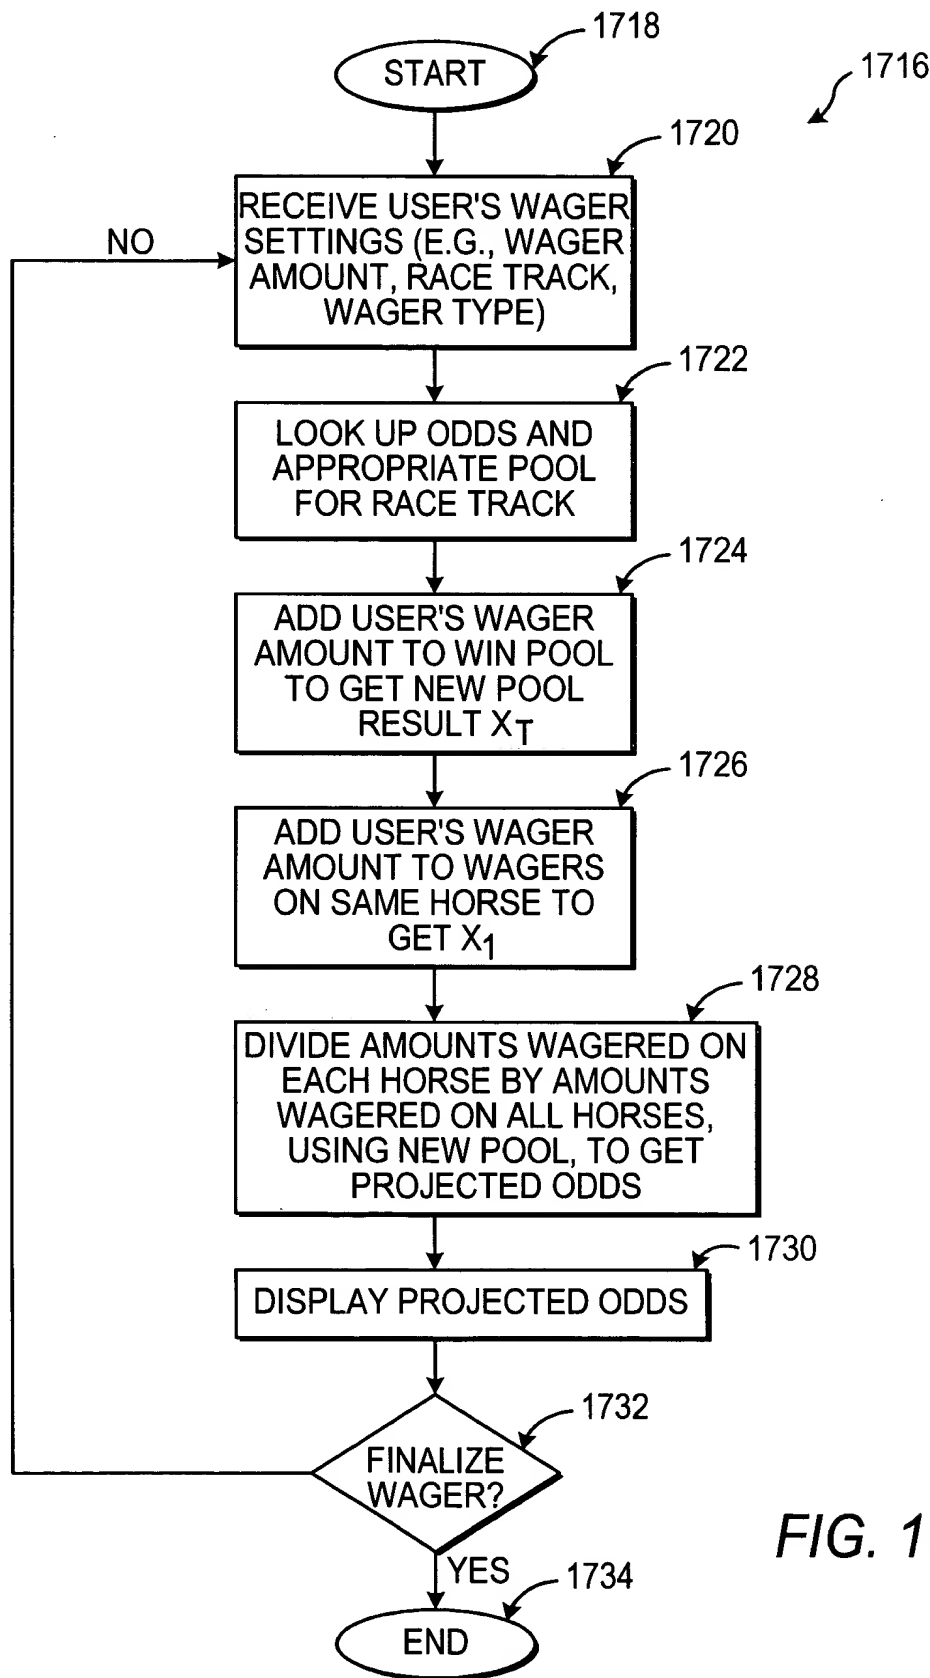 1718
START
1716
1720
RECEIVE USER'S WAGER
SETTINGS (E.G., WAGER
AMOUNT, RACE TRACK,
WAGER TYPE)
NO
1722
LOOK UP ODDS AND
APPROPRIATE POOL
FOR RACE TRACK
1724
ADD USER'S WAGER
AMOUNT TO WIN POOL
TO GET NEW POOL
RESULT XT
1726
ADD USER'S WAGER
AMOUNT TO WAGERS
ON SAME HORSE TO
GET X1
1728
DIVIDE AMOUNTS WAGERED ON
EACH HORSE BY AMOUNTS
WAGERED ON ALL HORSES,
USING NEW POOL, TO GET
PROJECTED ODDS
1730
DISPLAY PROJECTED ODDS
1732
FINALIZE
WAGER?
YES
1734
END
FIG. 1